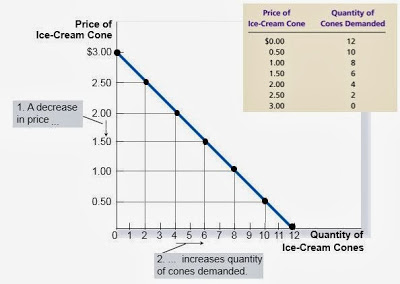 Price of
Ice-Cream Cone
$3.00
2.50
2.00
1.50
1.00
0.50
0 1 2 3 4 5 6 7 8 9 10 11 12
Quantity of
Ice-Cream Cones
1. A decrease
in price ...
2. ... increases quantity
of cones demanded.
Price of Quantity of
Ice-Cream Cone Cones Demanded
$0.00 12
0.50 10
1.00 8
1.50 6
2.00 4
2.50 2
3.00 0